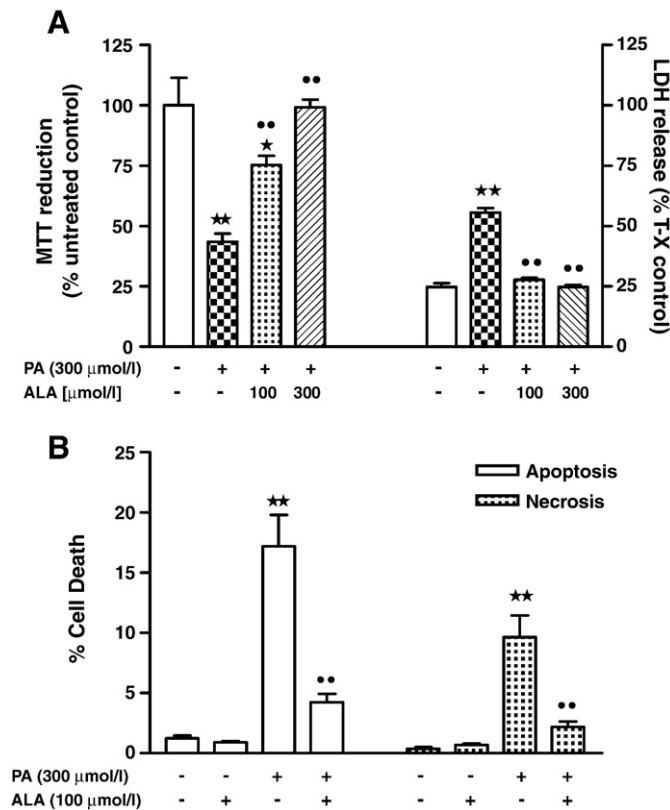 A
125
100
75
50
25
0
MTT reduction
(% untreated control)
125
100
75
50
25
0
LDH release (% T-X control)
★★
••
★
••
★★
••
••
PA (300 μmol/l) - + + + - + + +
ALA [μmol/l] - - 100 300 - - 100 300
B
25
20
15
10
5
0
% Cell Death
Apoptosis
Necrosis
★★
••
★★
••
PA (300 μmol/l) - - + + - - + +
ALA (100 μmol/l) - + - + - + - +